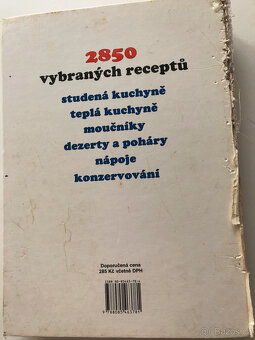 2850
vybraných receptů
studená kuchyně
teplá kuchyně
moučníky
dezerty a poháry
nápoje
konzervování
Doporučená cena
285 Kč včetně DPH